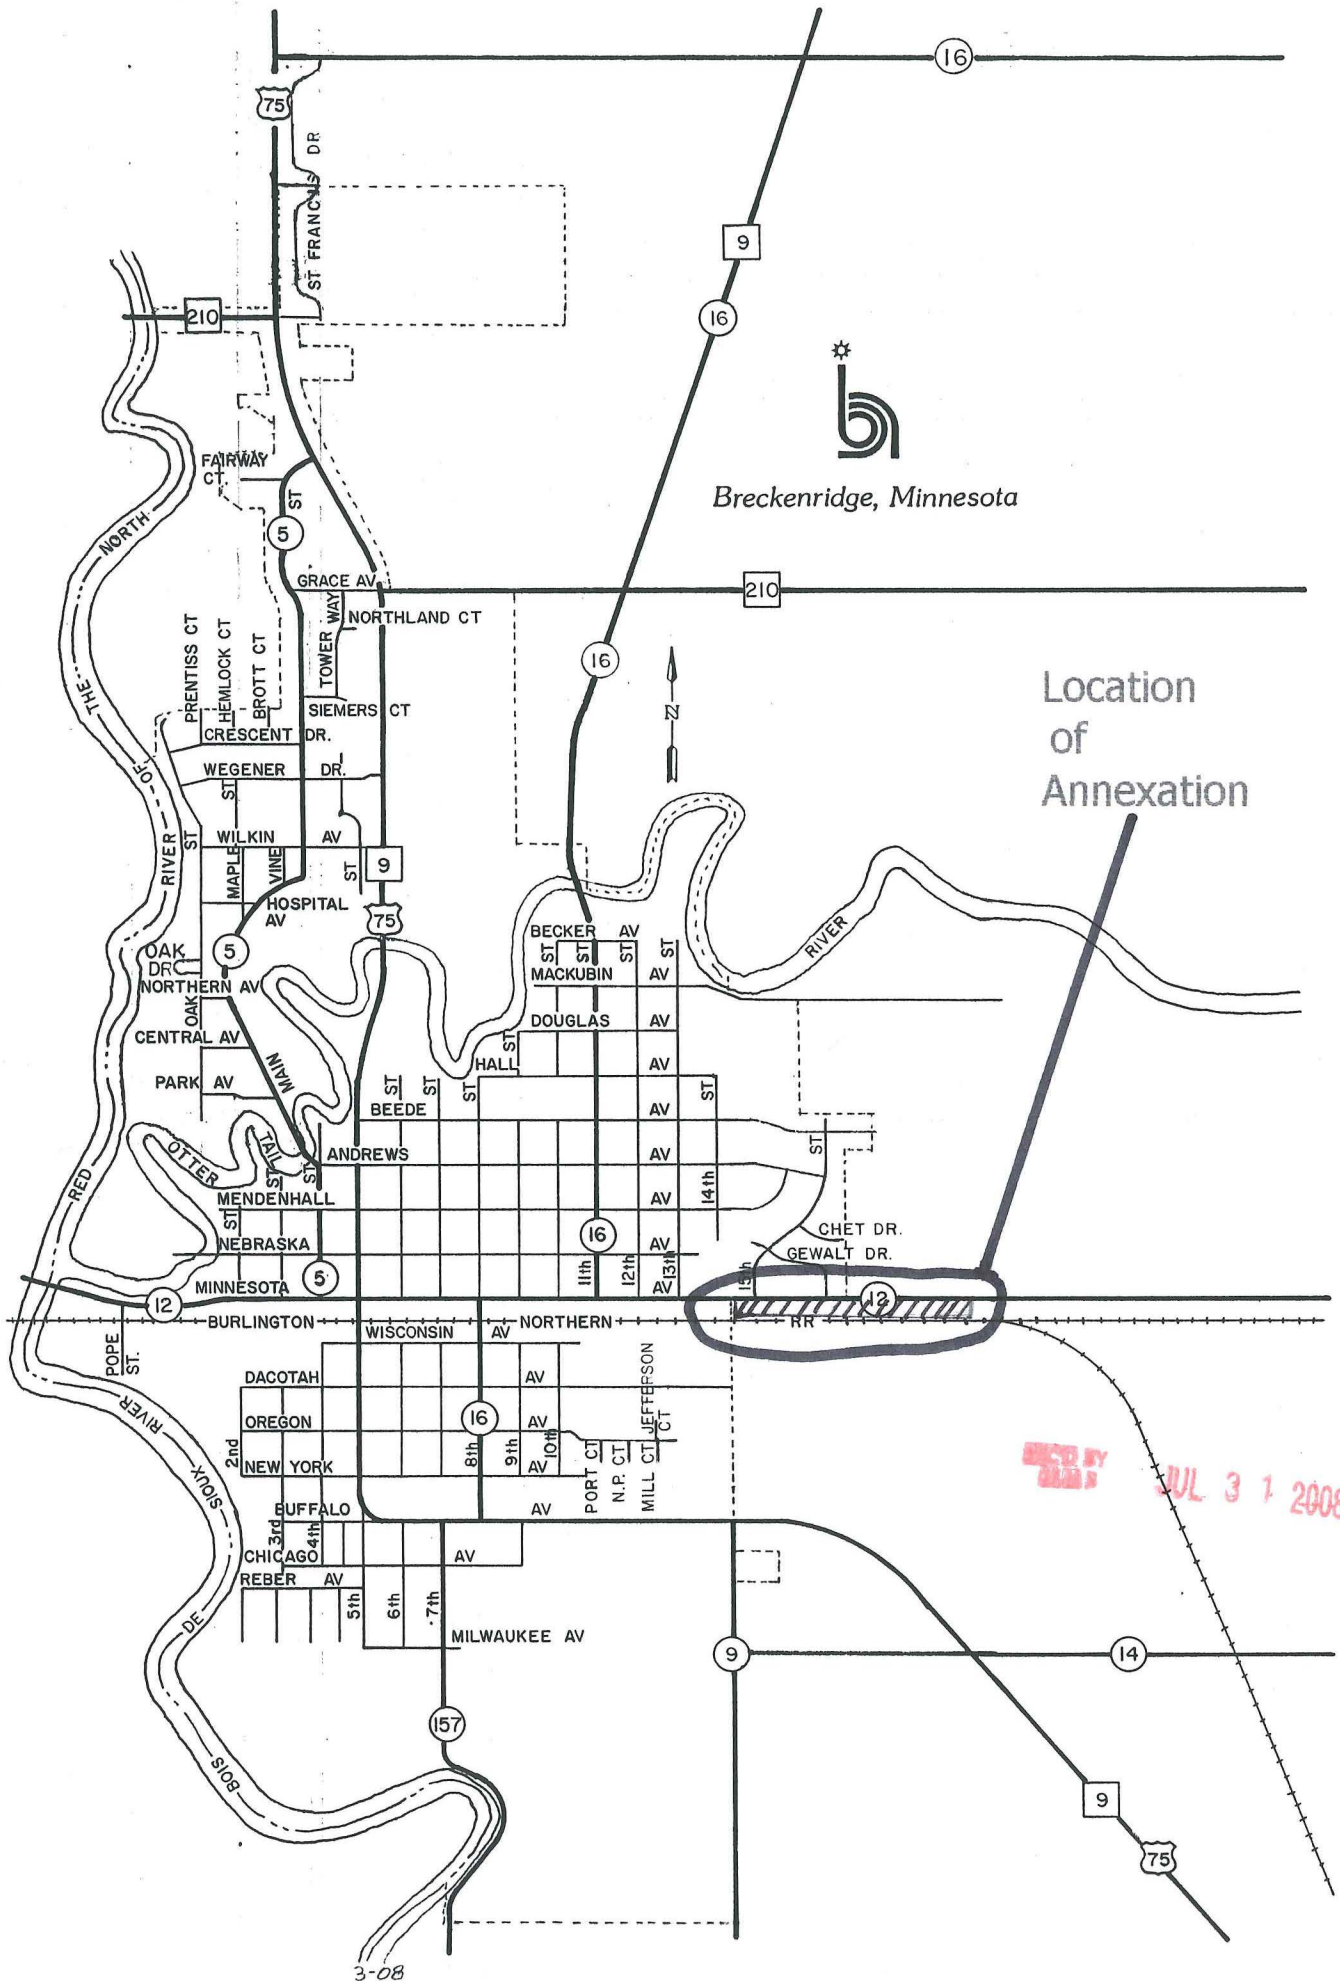 16
75
ST FRANCIS DR
9
210
16
Breckenridge, Minnesota
FAIRWAY
CT.
ST
5
NORTH
GRACE AV
210
TOWER WAY
NORTHLAND CT
PRENTISS CT
HEMLOCK CT
BROTT CT
16
N
Location
of
Annexation
THE
SIEMERS CT
CRESCENT DR.
OF
WEGENER DR.
ST
ST
WILKIN AV
RIVER
MAPLE
VINE
ST
9
HOSPITAL
AV
75
BECKER AV
RIVER
5
OAK
DR
ST
ST
ST
ST
MACKUBIN AV
NORTHERN AV
OAK
DOUGLAS AV
CENTRAL AV
ST
HALL AV
MAIN
PARK AV
ST
ST
ST
ST
BEEDE AV
OTTER
TAIL
ANDREWS AV
ST
RED
ST
ST
MENDENHALL AV
14th
ST
CHET DR.
NEBRASKA AV
16
GEWALT DR.
11th
12th
13th
15th
MINNESOTA AV
5
12
12
BURLINGTON NORTHERN RR
WISCONSIN AV
POPE
ST.
DACOTAH AV
JEFFERSON
CT
RIVER
OREGON AV
16
2nd
8th
9th
10th
NEW YORK AV
PORT CT
N.P. CT
MILL CT
SIOUX
REC'D BY
JUL 31 2008
BUFFALO AV
3rd
4th
CHICAGO AV
REBER AV
5th
6th
7th
DE
MILWAUKEE AV
9
14
157
BOIS
9
75
3-08